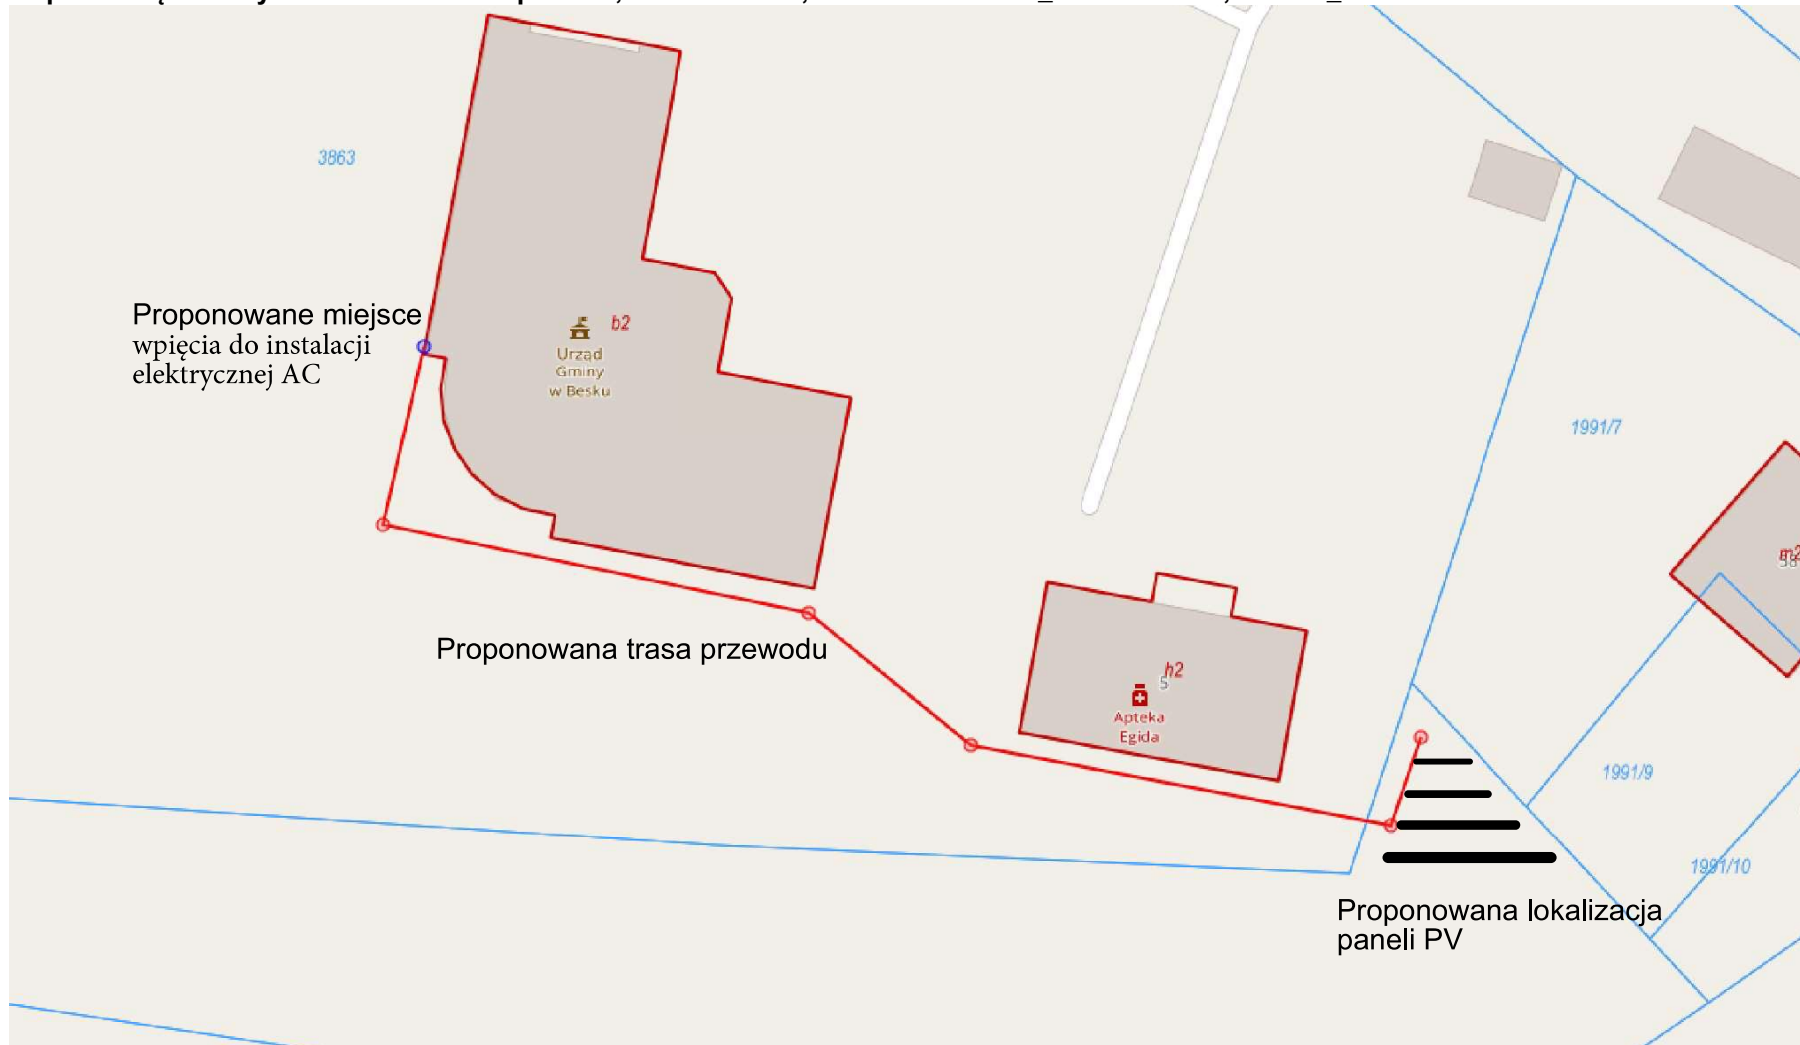 3863
Proponowane miejsce
wpięcia do instalacji
elektrycznej AC
b2
Urząd
Gminy
w Besku
1991/7
Proponowana trasa przewodu
h2
5
Apteka
Egida
1991/9
1991/10
Proponowana lokalizacja
paneli PV